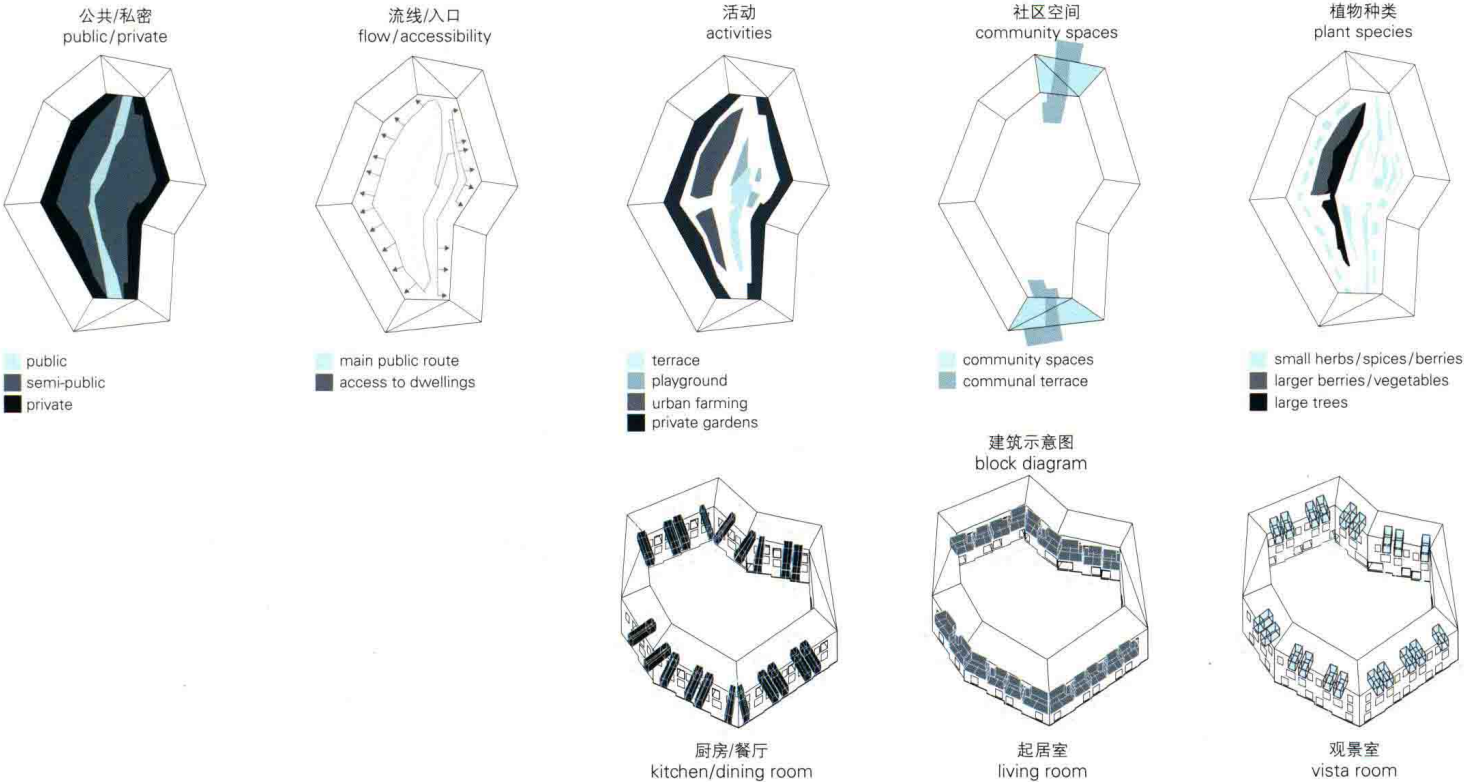 公共/私密
public/private
流线/入口
flow/accessibility
活动
activities
社区空间
community spaces
植物种类
plant species
public
semi-public
private
main public route
access to dwellings
terrace
playground
urban farming
private gardens
community spaces
communal terrace
small herbs/spices/berries
larger berries/vegetables
large trees
建筑示意图
block diagram
厨房/餐厅
kitchen/dining room
起居室
living room
观景室
vista room